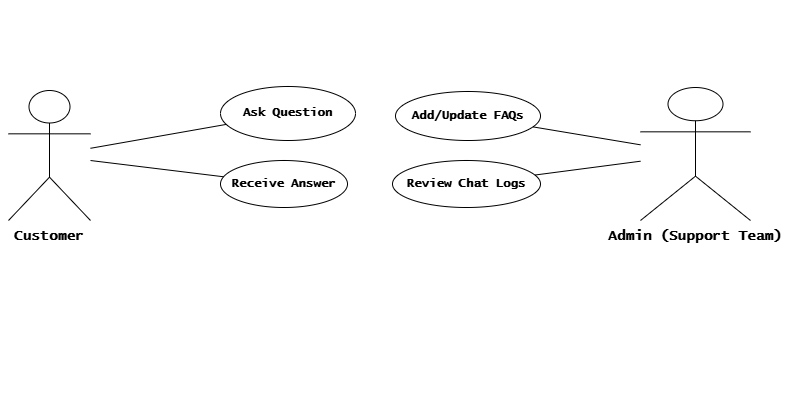 Ask Question
Add/Update FAQs
Receive Answer
Review Chat Logs
Customer
Admin (Support Team)